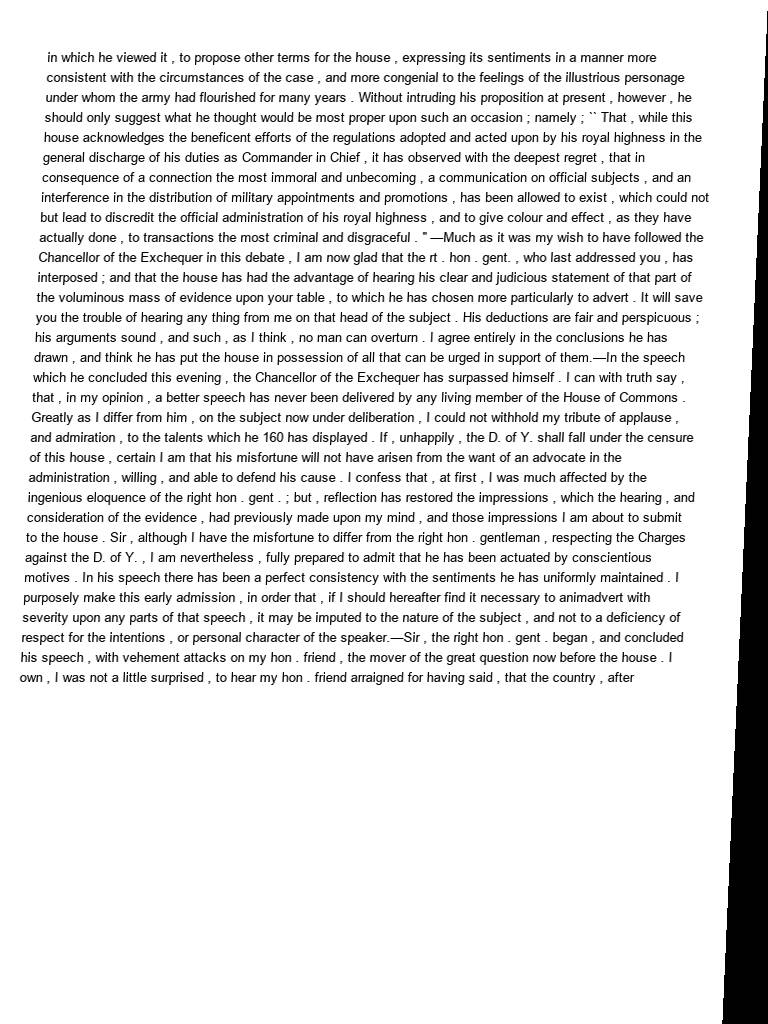 in which he viewed it , to propose other terms for the house , expressing its sentiments in a manner more
consistent with the circumstances of the case , and more congenial to the feelings of the illustrious personage
under whom the army had flourished for many years . Without intruding his proposition at present , however , he
should only suggest what he thought would be most proper upon such an occasion ; namely ; `` That , while this
house acknowledges the beneficent efforts of the regulations adopted and acted upon by his royal highness in the
general discharge of his duties as Commander in Chief , it has observed with the deepest regret , that in
consequence of a connection the most immoral and unbecoming , a communication on official subjects , and an
interference in the distribution of military appointments and promotions , has been allowed to exist , which could not
but lead to discredit the official administration of his royal highness , and to give colour and effect , as they have
actually done , to transactions the most criminal and disgraceful . " —Much as it was my wish to have followed the
Chancellor of the Exchequer in this debate , I am now glad that the rt . hon . gent. , who last addressed you , has
interposed ; and that the house has had the advantage of hearing his clear and judicious statement of that part of
the voluminous mass of evidence upon your table , to which he has chosen more particularly to advert . It will save
you the trouble of hearing any thing from me on that head of the subject . His deductions are fair and perspicuous ;
his arguments sound , and such , as I think , no man can overturn . I agree entirely in the conclusions he has
drawn , and think he has put the house in possession of all that can be urged in support of them.—In the speech
which he concluded this evening , the Chancellor of the Exchequer has surpassed himself . I can with truth say ,
that , in my opinion , a better speech has never been delivered by any living member of the House of Commons .
Greatly as I differ from him , on the subject now under deliberation , I could not withhold my tribute of applause ,
and admiration , to the talents which he 160 has displayed . If , unhappily , the D. of Y. shall fall under the censure
of this house , certain I am that his misfortune will not have arisen from the want of an advocate in the
administration , willing , and able to defend his cause . I confess that , at first , I was much affected by the
ingenious eloquence of the right hon . gent . ; but , reflection has restored the impressions , which the hearing , and
consideration of the evidence , had previously made upon my mind , and those impressions I am about to submit
to the house . Sir , although I have the misfortune to differ from the right hon . gentleman , respecting the Charges
against the D. of Y. , I am nevertheless , fully prepared to admit that he has been actuated by conscientious
motives . In his speech there has been a perfect consistency with the sentiments he has uniformly maintained . I
purposely make this early admission , in order that , if I should hereafter find it necessary to animadvert with
severity upon any parts of that speech , it may be imputed to the nature of the subject , and not to a deficiency of
respect for the intentions , or personal character of the speaker.—Sir , the right hon . gent . began , and concluded
his speech , with vehement attacks on my hon . friend , the mover of the great question now before the house . I
own , I was not a little surprised , to hear my hon . friend arraigned for having said , that the country , after